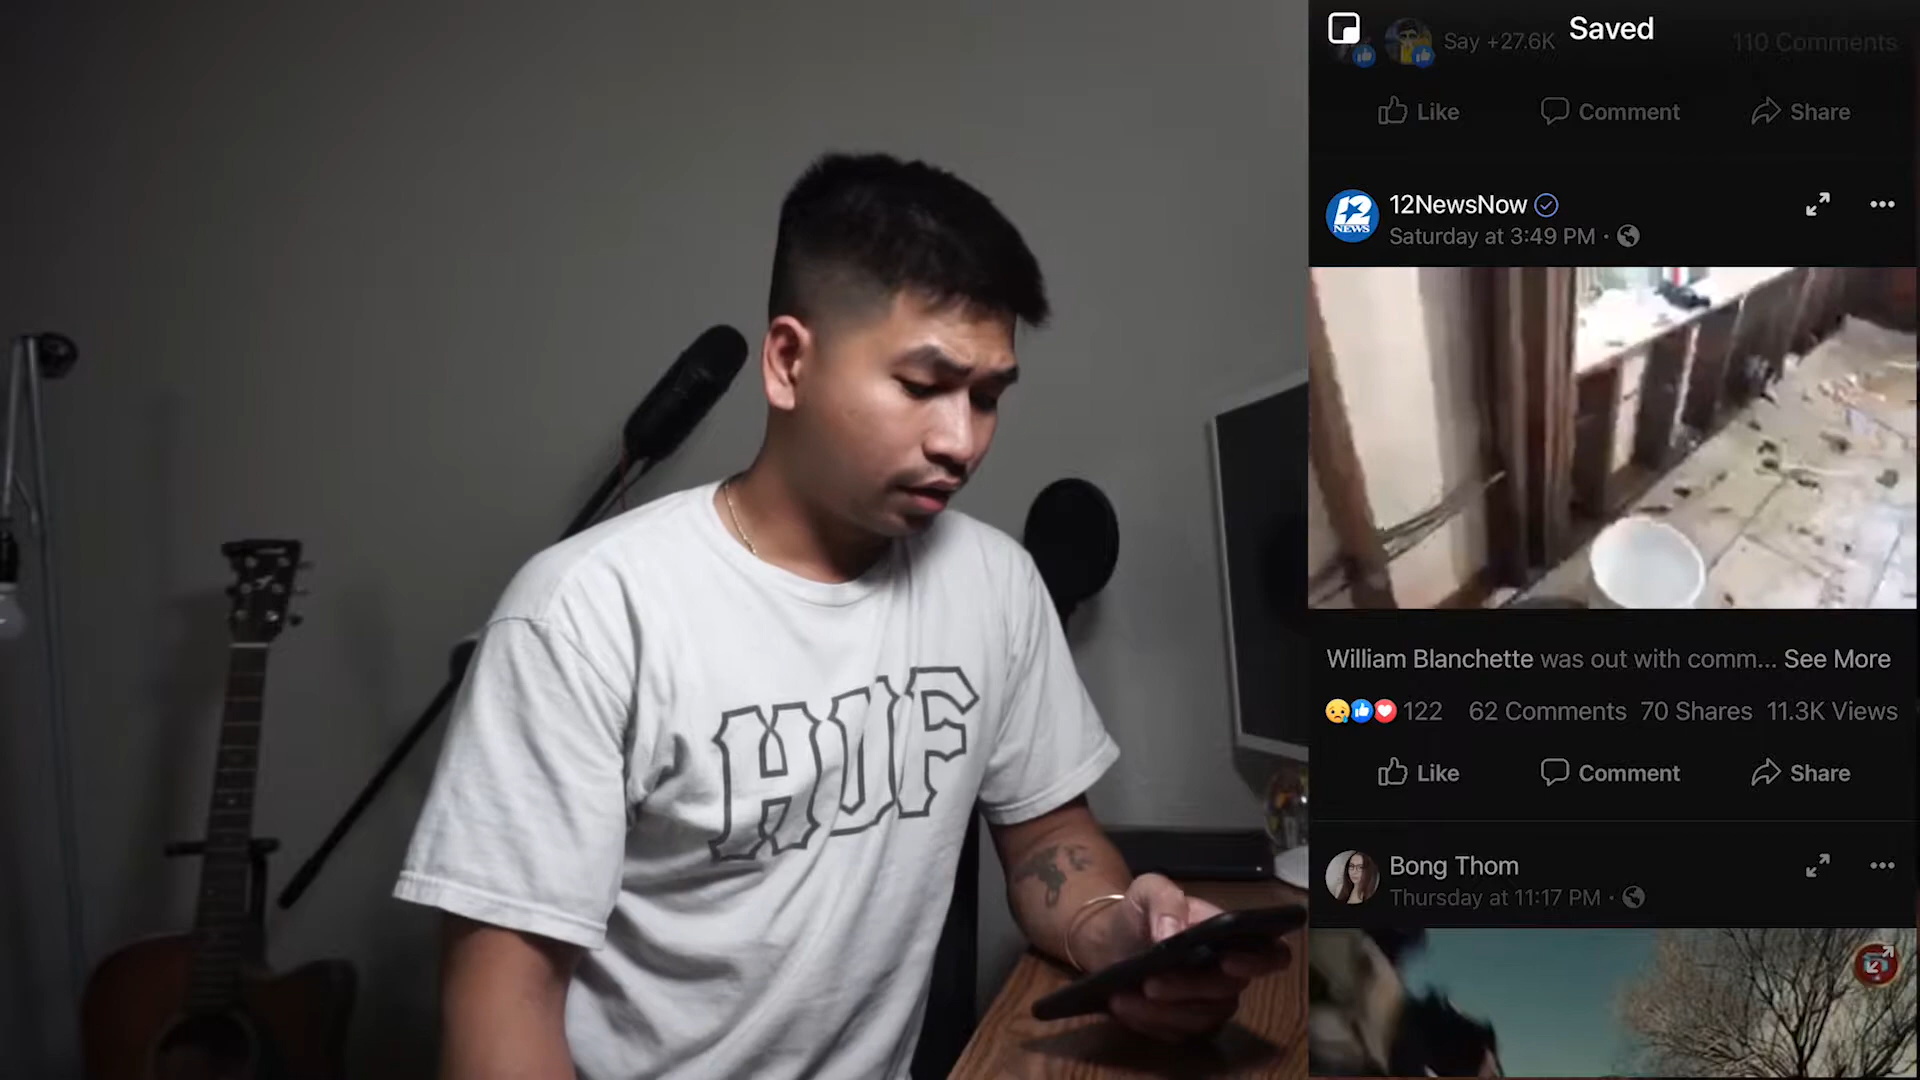 Saved
Say +27.6K
110 Comments
Like
Comment
Share
12NewsNow
Saturday at 3:49 PM ·
12
NEWS
William Blanchette was out with comm... See More
122
62 Comments
70 Shares
11.3K Views
Like
Comment
Share
Bong Thom
Thursday at 11:17 PM ·
HUF